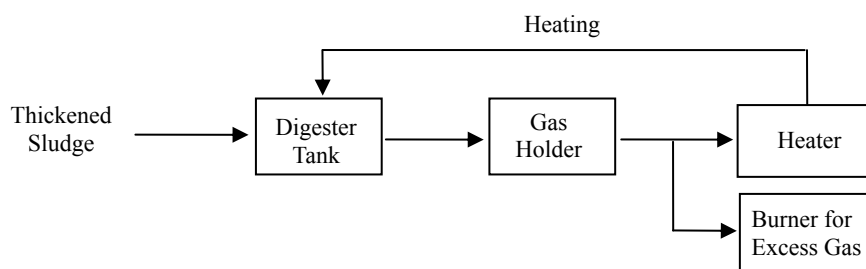 Heating
Thickened
Sludge
Digester
Tank
Gas
Holder
Heater
Burner for
Excess Gas